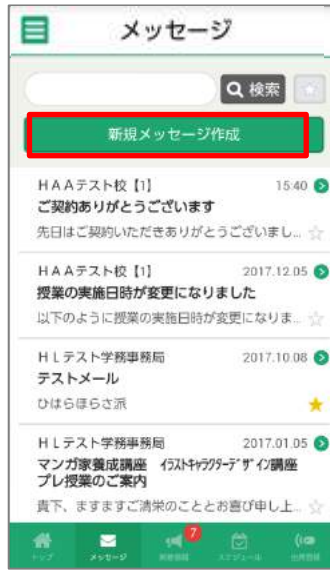 メッセージ
検索
新規メッセージ作成
HAAテスト校【1】 15:40
ご契約ありがとうございます
先日はご契約いただきありがとうございまし...
HAAテスト校【1】 2017.12.05
授業の実施日時が変更になりました
以下のように授業の実施日時が変更になりま...
HLテスト学務事務局 2017.10.08
テストメール
ひはらほらさ派
HLテスト学務事務局 2017.01.05
マンガ家養成講座 イラストキャラクターデザイン講座
プレ授業のご案内
貴下、ますますご清栄のこととお喜び申し上...
7
トップ メッセージ 新着情報 スケジュール 出席登録